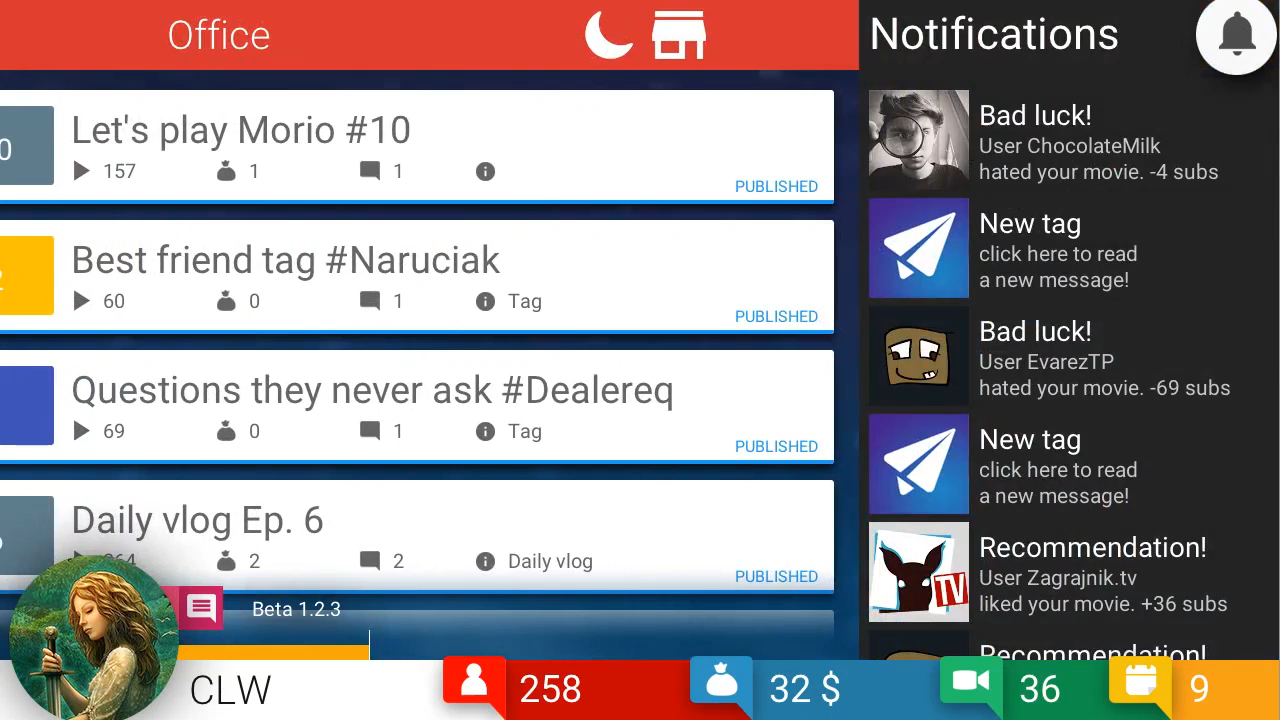 Office
Notifications
0
Let's play Morio #10
157 1 1
PUBLISHED
Best friend tag #Naruciak
60 0 1 Tag
PUBLISHED
Questions they never ask #Dealereq
69 0 1 Tag
PUBLISHED
Daily vlog Ep. 6
264 2 2 Daily vlog
PUBLISHED
Bad luck!
User ChocolateMilk
hated your movie. -4 subs
New tag
click here to read
a new message!
Bad luck!
User EvarezTP
hated your movie. -69 subs
New tag
click here to read
a new message!
TV
Recommendation!
User Zagrajnik.tv
liked your movie. +36 subs
Recommendation!
Beta 1.2.3
CLW
258
32 $
36
9